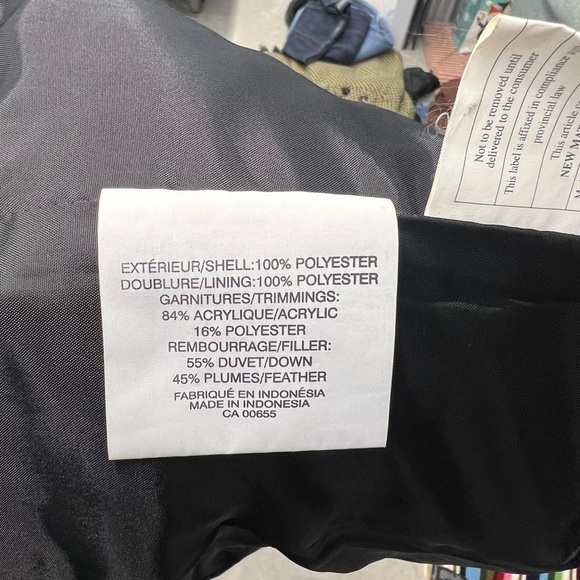 EXTÉRIEUR/SHELL:100% POLYESTER
DOUBLURE/LINING:100% POLYESTER
GARNITURES/TRIMMINGS:
84% ACRYLIQUE/ACRYLIC
16% POLYESTER
REMBOURRAGE/FILLER:
55% DUVET/DOWN
45% PLUMES/FEATHER
FABRIQUÉ EN INDONÉSIA
MADE IN INDONESIA
CA 00655
Not to be removed until
delivered to the consumer
This label is affixed in compliance
provincial law
This article
NEW